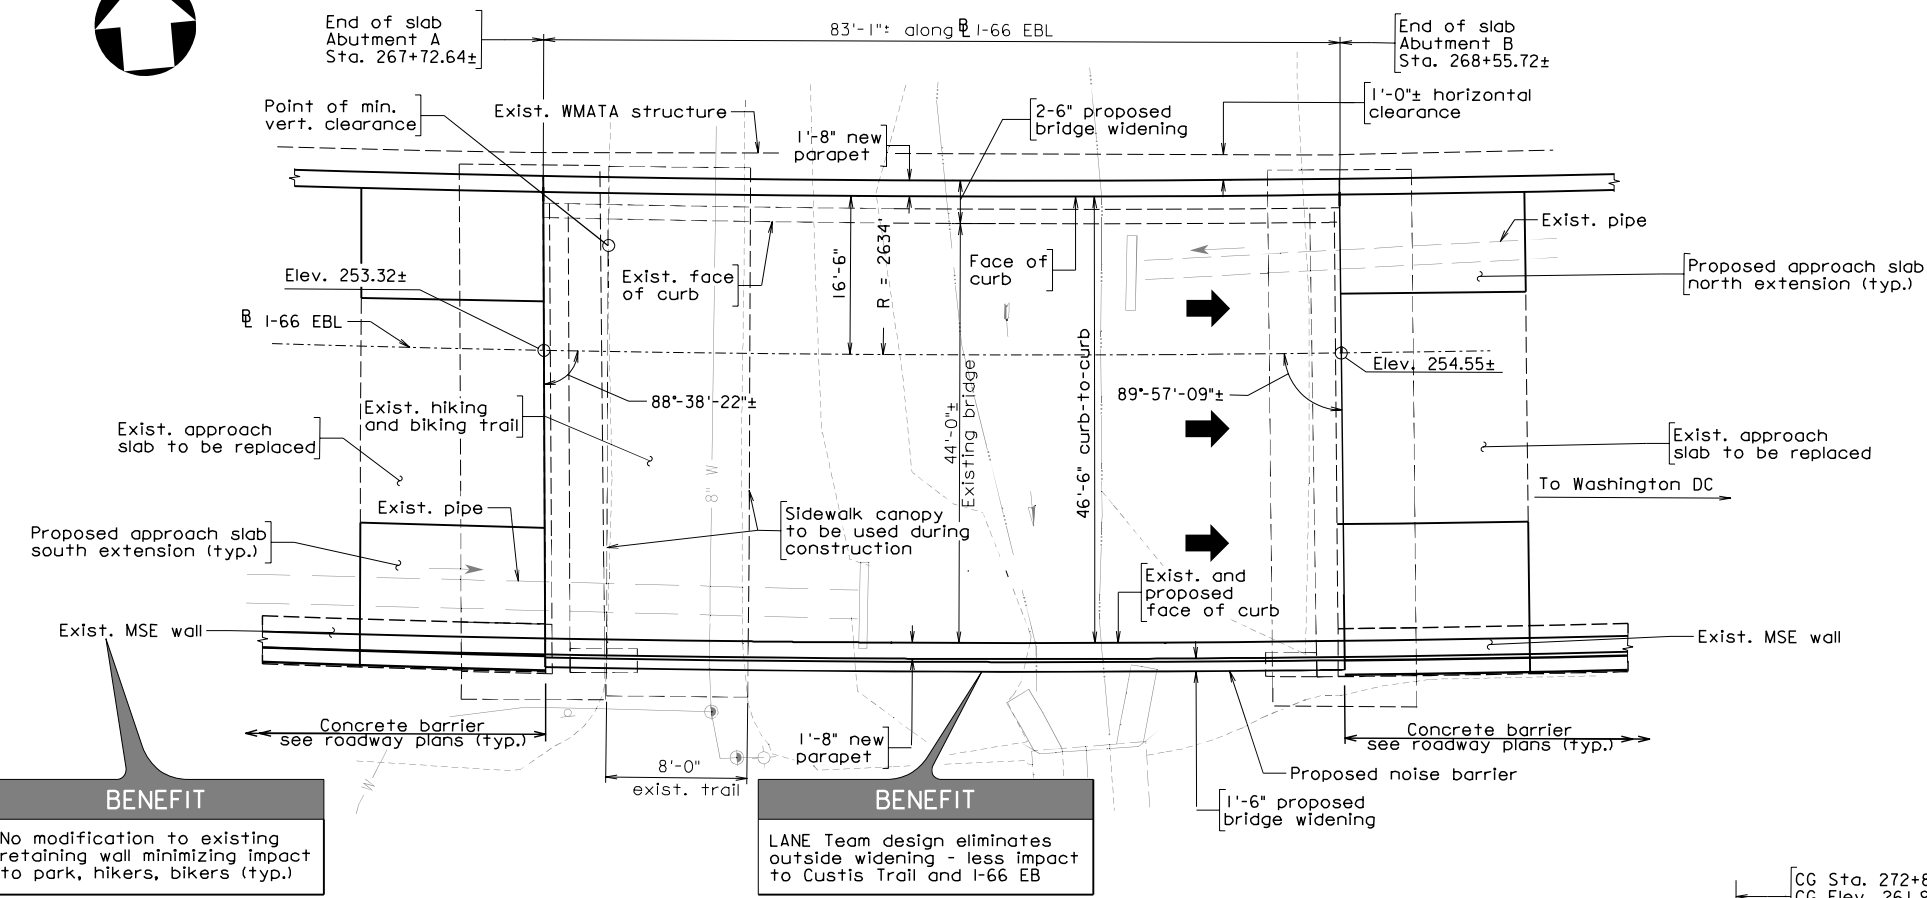 End of slab
Abutment A
Sta. 267+72.64±
83'-1"± along ℄ I-66 EBL
End of slab
Abutment B
Sta. 268+55.72±
Point of min.
vert. clearance
Exist. WMATA structure
1'-8" new
parapet
2-6" proposed
bridge widening
1'-0"± horizontal
clearance
Exist. pipe
Elev. 253.32±
Exist. face
of curb
16'-6"
R = 2634'
Face of
curb
Proposed approach slab
north extension (typ.)
I-66 EBL
Elev. 254.55±
88°-38'-22"±
89°-57'-09"±
Exist. hiking
and biking trail
44'-0"±
Existing bridge
46'-6" curb-to-curb
Exist. approach
slab to be replaced
Exist. approach
slab to be replaced
To Washington DC
8" W
Exist. pipe
Sidewalk canopy
to be used during
construction
Proposed approach slab
south extension (typ.)
Exist. and
proposed
face of curb
Exist. MSE wall
Exist. MSE wall
Concrete barrier
see roadway plans (typ.)
1'-8" new
parapet
Concrete barrier
see roadway plans (typ.)
W
8'-0"
exist. trail
Proposed noise barrier
1'-6" proposed
bridge widening
BENEFIT
No modification to existing
retaining wall minimizing impact
to park, hikers, bikers (typ.)
BENEFIT
LANE Team design eliminates
outside widening - less impact
to Custis Trail and I-66 EB
CG Sta. 272+8
CG Elev. 261.9